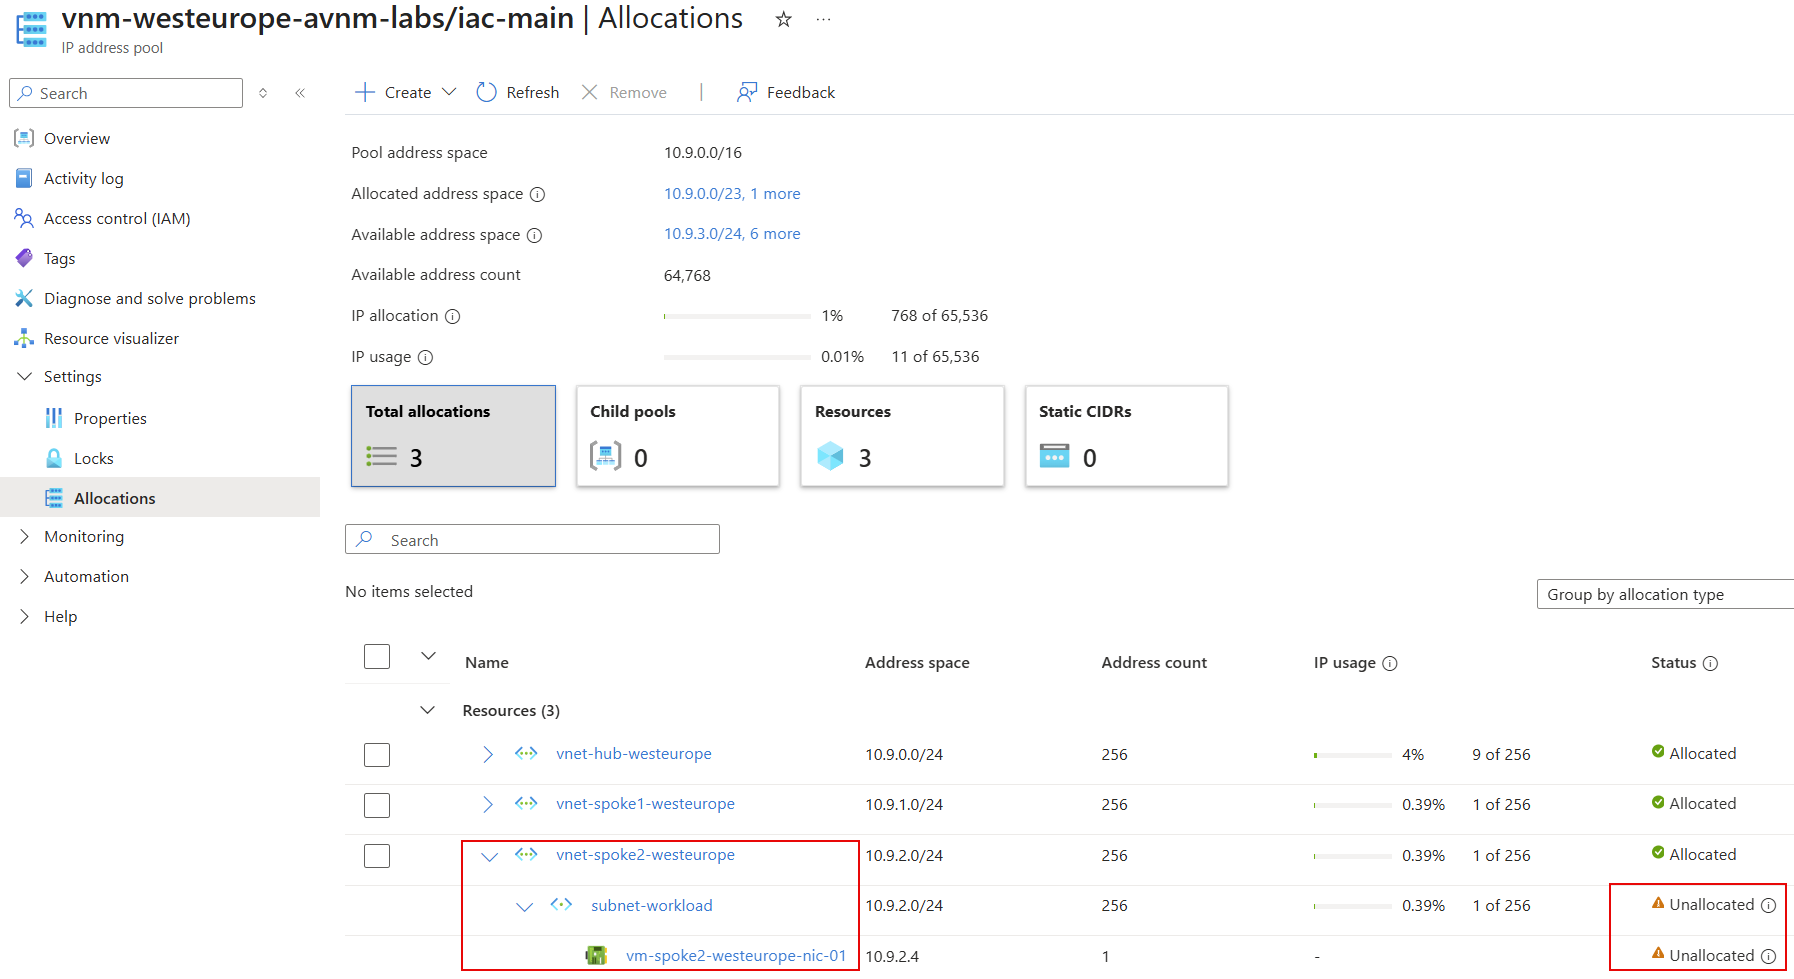 vnm-westeurope-avnm-labs/iac-main | Allocations
IP address pool
Search
Create
Refresh
Remove
Feedback
Overview
Activity log
Access control (IAM)
Tags
Diagnose and solve problems
Resource visualizer
Settings
Properties
Locks
Allocations
Monitoring
Automation
Help
Pool address space 10.9.0.0/16
Allocated address space 10.9.0.0/23, 1 more
Available address space 10.9.3.0/24, 6 more
Available address count 64,768
IP allocation 1% 768 of 65,536
IP usage 0.01% 11 of 65,536
Total allocations
3
Child pools
0
Resources
3
Static CIDRs
0
Search
No items selected
Group by allocation type
Name Address space Address count IP usage Status
Resources (3)
vnet-hub-westeurope 10.9.0.0/24 256 4% 9 of 256 Allocated
vnet-spoke1-westeurope 10.9.1.0/24 256 0.39% 1 of 256 Allocated
vnet-spoke2-westeurope 10.9.2.0/24 256 0.39% 1 of 256 Allocated
subnet-workload 10.9.2.0/24 256 0.39% 1 of 256 Unallocated
vm-spoke2-westeurope-nic-01 10.9.2.4 1 - Unallocated